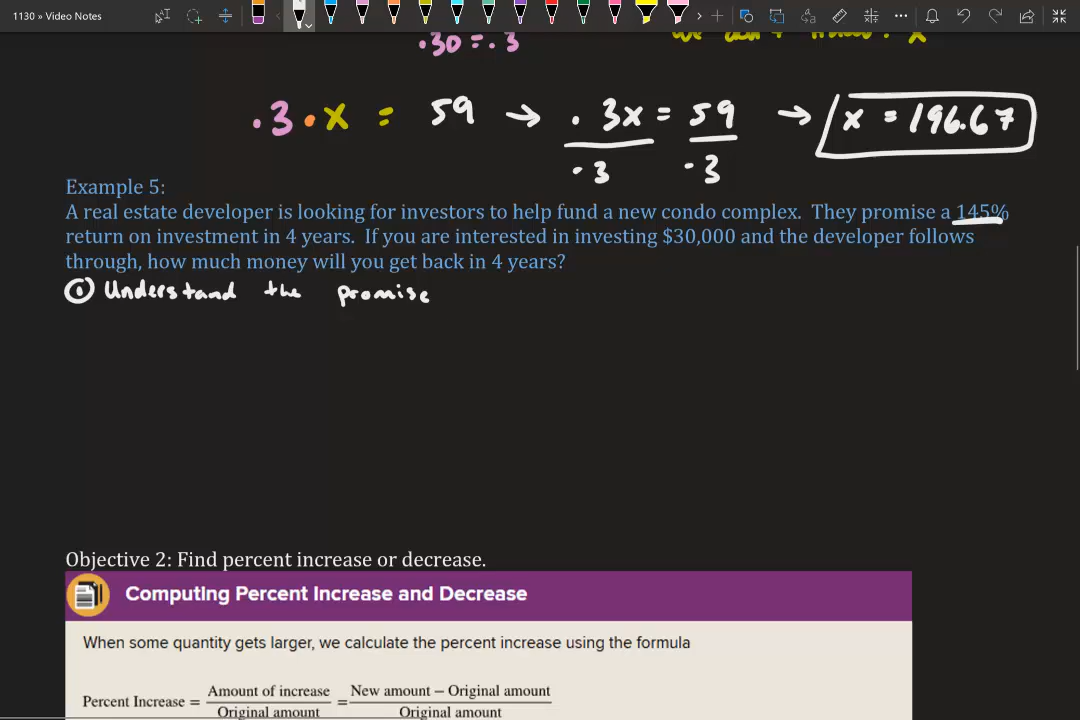 1130 » Video Notes
.30 = .3
.3 • x = 59 → .3x = 59 → x = 196.67
.3 .3
Example 5:
A real estate developer is looking for investors to help fund a new condo complex. They promise a 145%
return on investment in 4 years. If you are interested in investing $30,000 and the developer follows
through, how much money will you get back in 4 years?
① Understand the promise
Objective 2: Find percent increase or decrease.
Computing Percent Increase and Decrease
When some quantity gets larger, we calculate the percent increase using the formula
Percent Increase = Amount of increase / Original amount = New amount − Original amount / Original amount